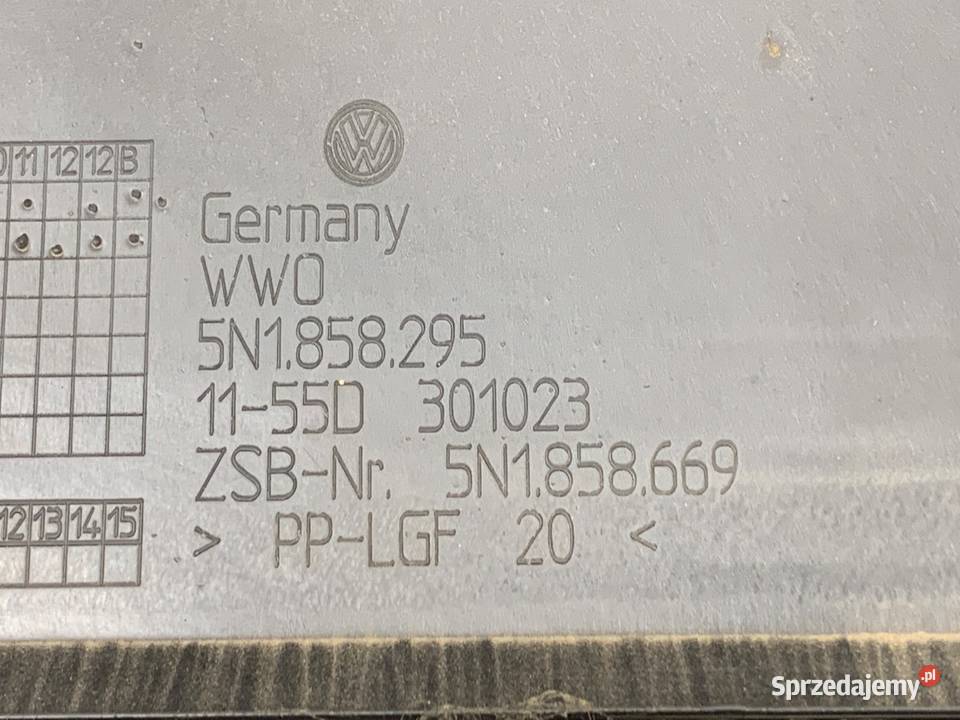 11 12 12B
Germany
WWO
5N1.858.295
11-55D 301023
ZSB-Nr. 5N1.858.669
12 13 14 15
> PP-LGF 20 <
Sprzedajemy.pl